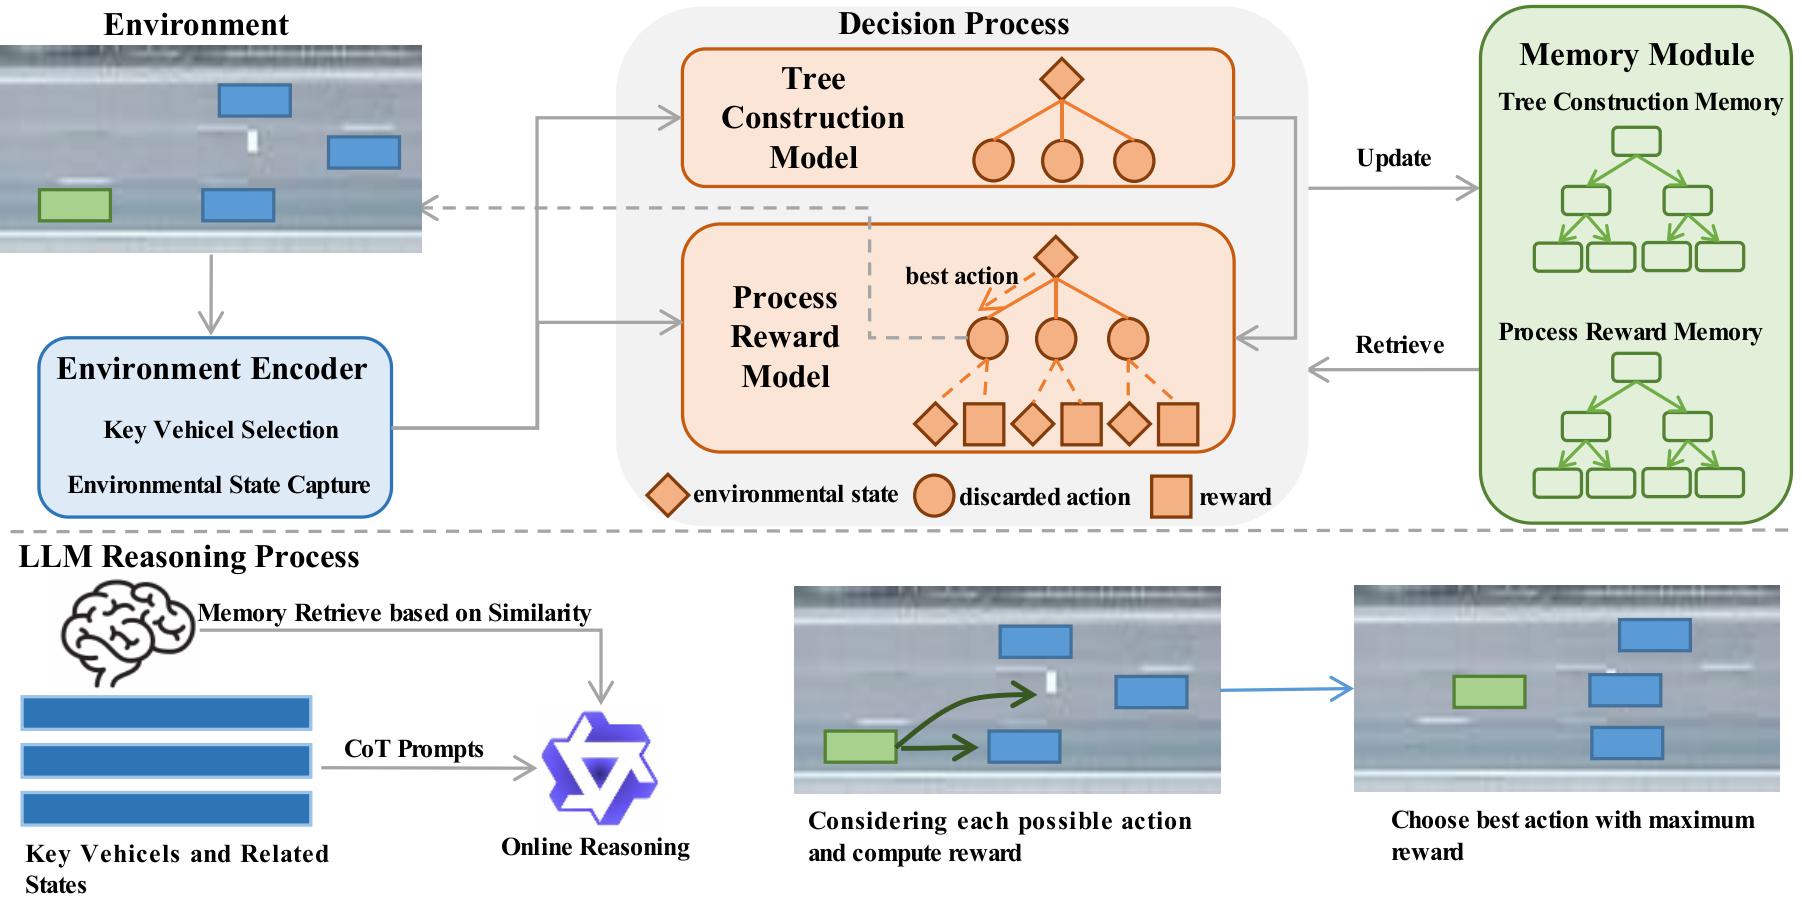 Environment
Decision Process
Tree
Construction
Model
Memory Module
Tree Construction Memory
Update
best action
Process
Reward
Model
Process Reward Memory
Retrieve
Environment Encoder
Key Vehicel Selection
Environmental State Capture
environmental state
discarded action
reward
LLM Reasoning Process
Memory Retrieve based on Similarity
CoT Prompts
Online Reasoning
Key Vehicels and Related
States
Considering each possible action
and compute reward
Choose best action with maximum
reward